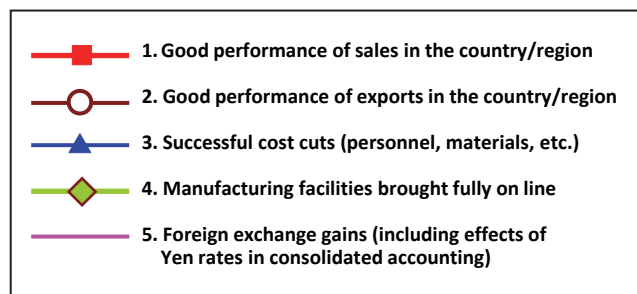 1. Good performance of sales in the country/region
2. Good performance of exports in the country/region
3. Successful cost cuts (personnel, materials, etc.)
4. Manufacturing facilities brought fully on line
5. Foreign exchange gains (including effects of
Yen rates in consolidated accounting)